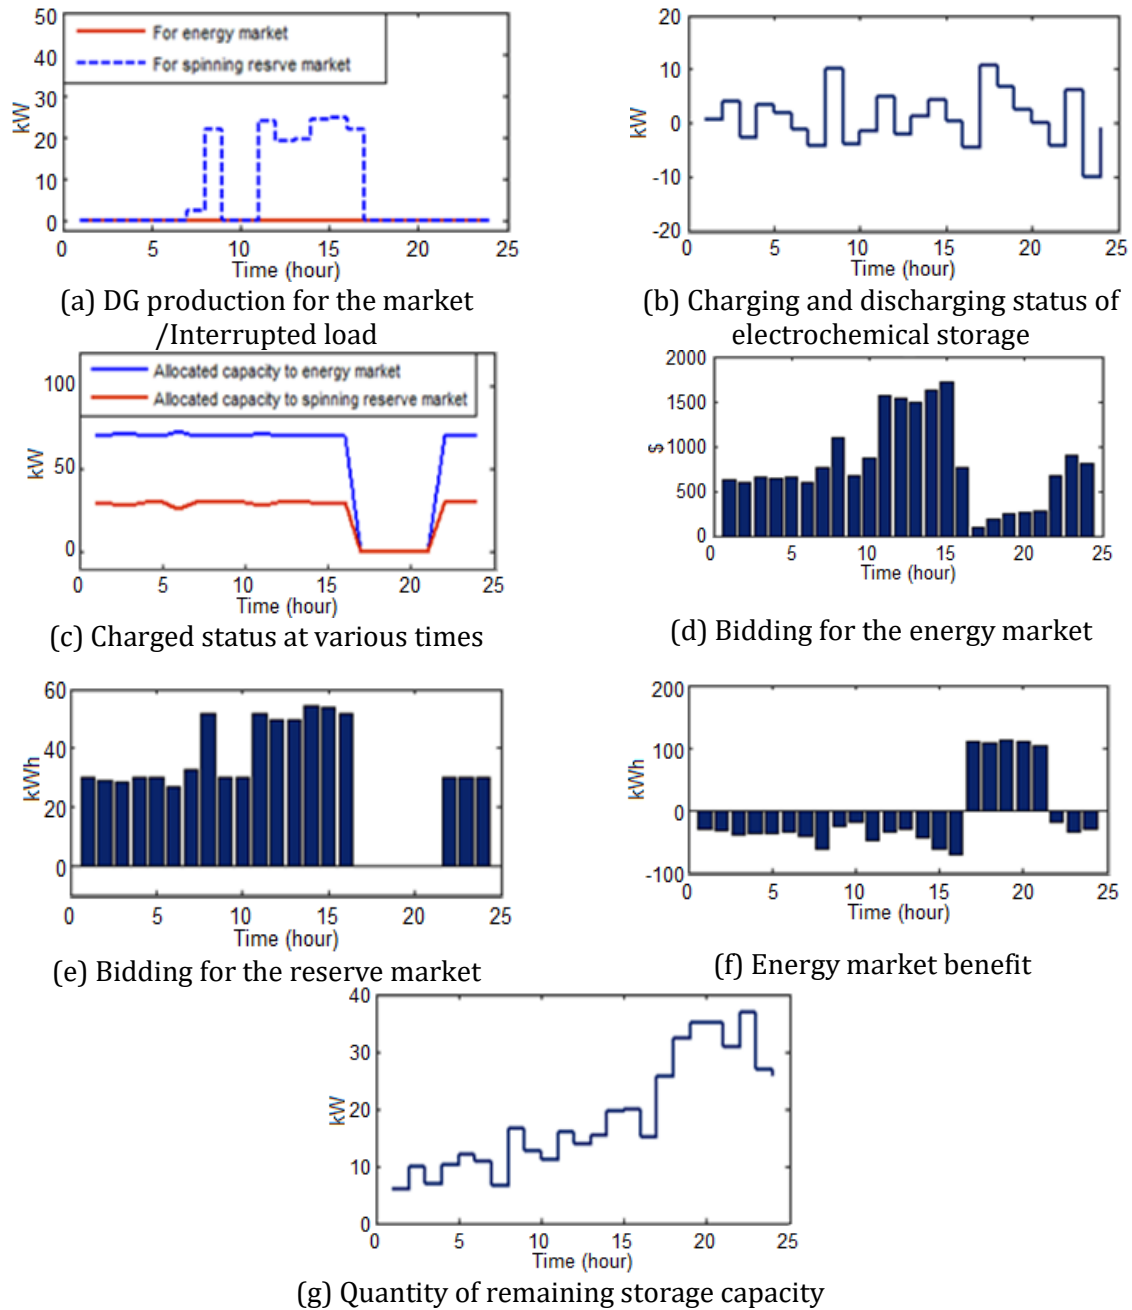 50
40
30
20
10
0
kW
For energy market
For spinning resrve market
0
5
10
15
20
25
Time (hour)
(a) DG production for the market
/Interrupted load
20
10
0
-10
-20
kW
0
5
10
15
20
25
Time (hour)
(b) Charging and discharging status of
electrochemical storage
100
50
0
kW
Allocated capacity to energy market
Allocated capacity to spinning reserve market
0
5
10
15
20
25
Time (hour)
(c) Charged status at various times
2000
1500
1000
500
0
$
0
5
10
15
20
25
Time (hour)
(d) Bidding for the energy market
60
40
20
0
kWh
0
5
10
15
20
25
Time (hour)
(e) Bidding for the reserve market
200
100
0
-100
kWh
0
5
10
15
20
25
Time (hour)
(f) Energy market benefit
40
30
20
10
0
kW
0
5
10
15
20
25
Time (hour)
(g) Quantity of remaining storage capacity